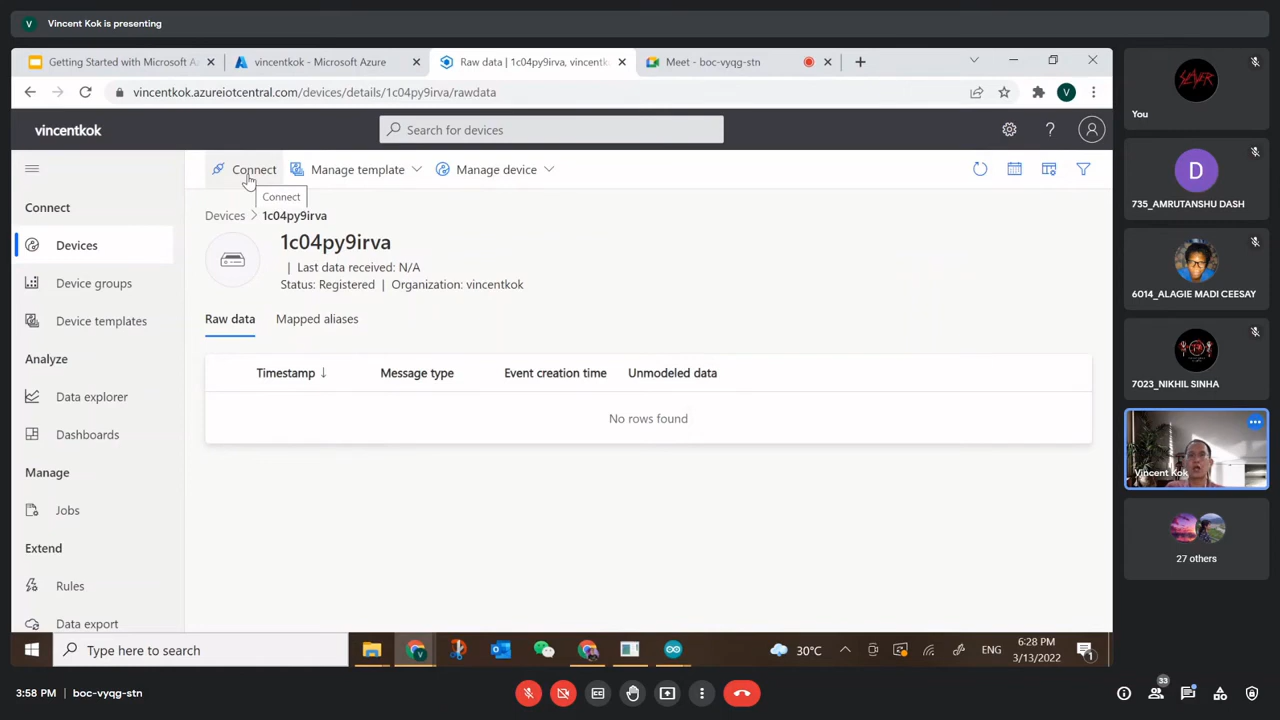 V Vincent Kok is presenting
Getting Started with Microsoft Az
vincentkok - Microsoft Azure
Raw data | 1c04py9irva, vincentk
Meet - boc-vyqg-stn
vincentkok.azureiotcentral.com/devices/details/1c04py9irva/rawdata
V
vincentkok
Search for devices
Connect
Manage template
Manage device
Connect
Devices > 1c04py9irva
1c04py9irva
| Last data received: N/A
Status: Registered | Organization: vincentkok
Raw data
Mapped aliases
Timestamp ↓
Message type
Event creation time
Unmodeled data
No rows found
Connect
Devices
Device groups
Device templates
Analyze
Data explorer
Dashboards
Manage
Jobs
Extend
Rules
Data export
Type here to search
30°C
ENG
6:28 PM
3/13/2022
1
You
D
735_AMRUTANSHU DASH
6014_ALAGIE MADI CEESAY
7023_NIKHIL SINHA
Vincent Kok
27 others
3:58 PM
boc-vyqg-stn
33